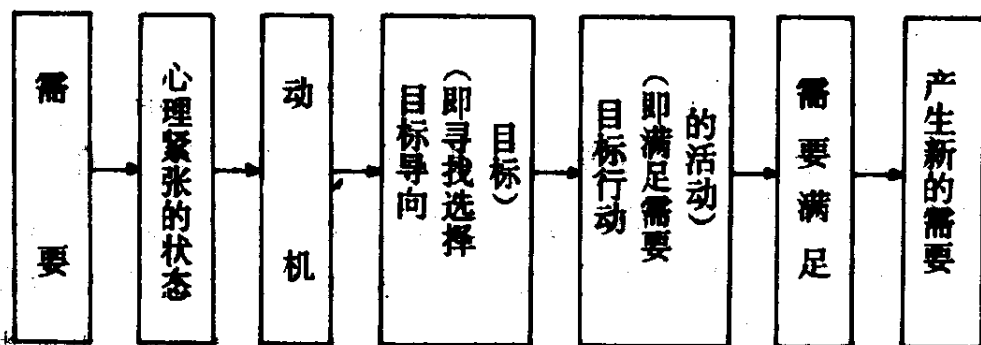 需要
心理紧张的状态
动机
目标导向
（即寻找选择
目标）
目标行动
（即满足需要
的活动）
需要满足
产生新的需要